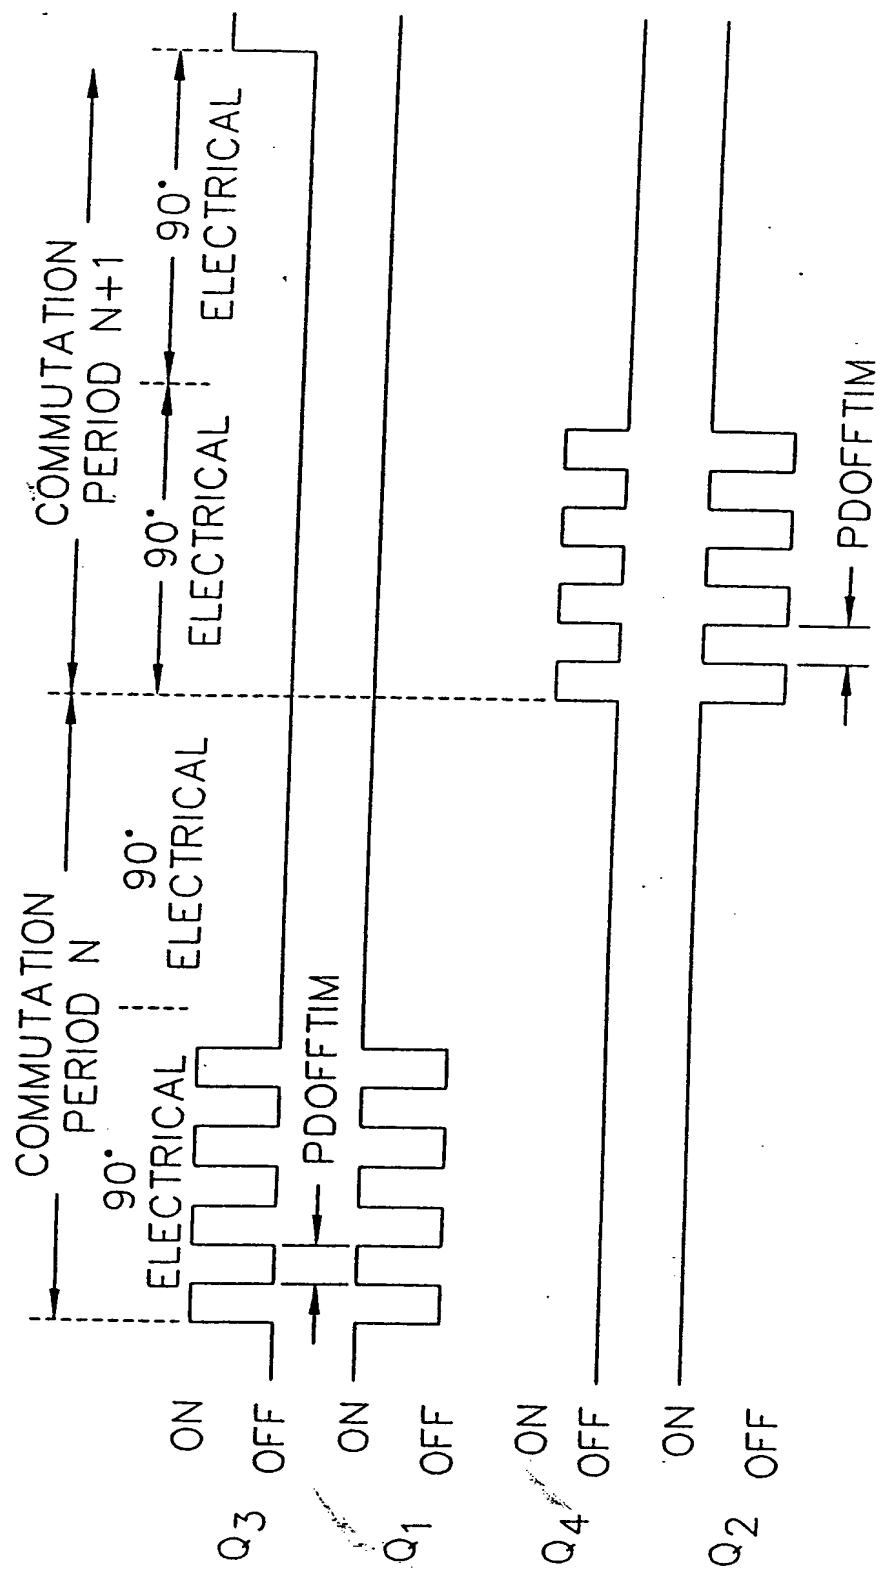 COMMUTATION
PERIOD N
COMMUTATION
PERIOD N+1
90°
ELECTRICAL
90°
ELECTRICAL
90°
ELECTRICAL
90°
ELECTRICAL
Q3
ON
OFF
PDOFFTIM
Q1
ON
OFF
Q4
ON
OFF
Q2
ON
OFF
PDOFFTIM